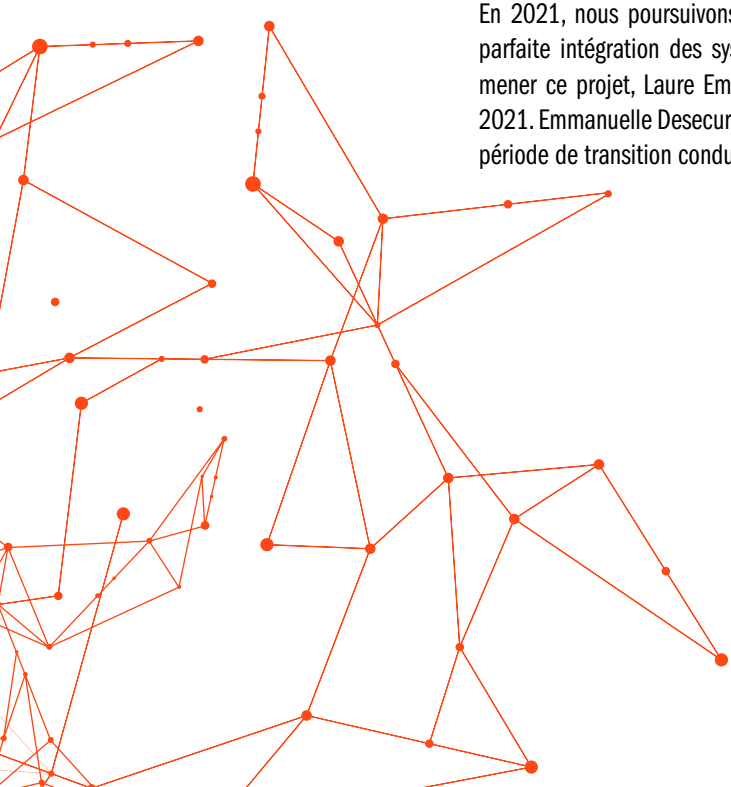 En 2021, nous poursuivons
parfaite intégration des sys
mener ce projet, Laure Em
2021. Emmanuelle Desecur
période de transition condu